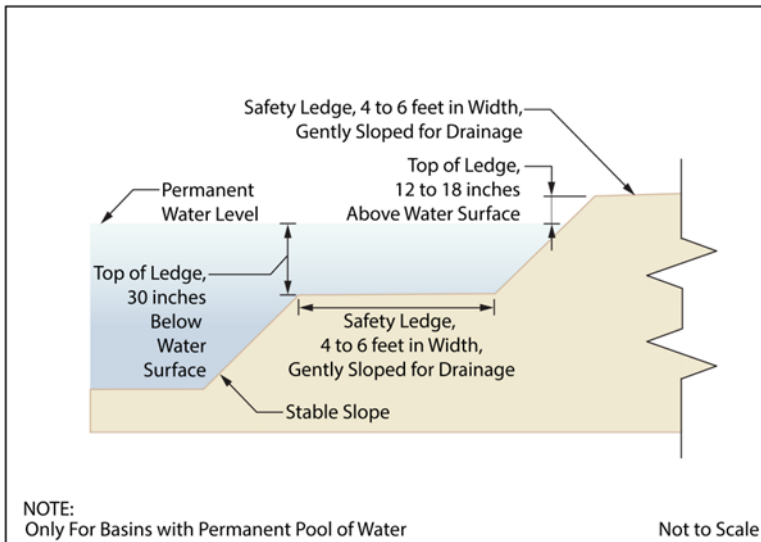 Safety Ledge, 4 to 6 feet in Width,
Gently Sloped for Drainage
Top of Ledge,
12 to 18 inches
Above Water Surface
Permanent
Water Level
Top of Ledge,
30 inches
Below
Water
Surface
Safety Ledge,
4 to 6 feet in Width,
Gently Sloped for Drainage
Stable Slope
NOTE:
Only For Basins with Permanent Pool of Water
Not to Scale